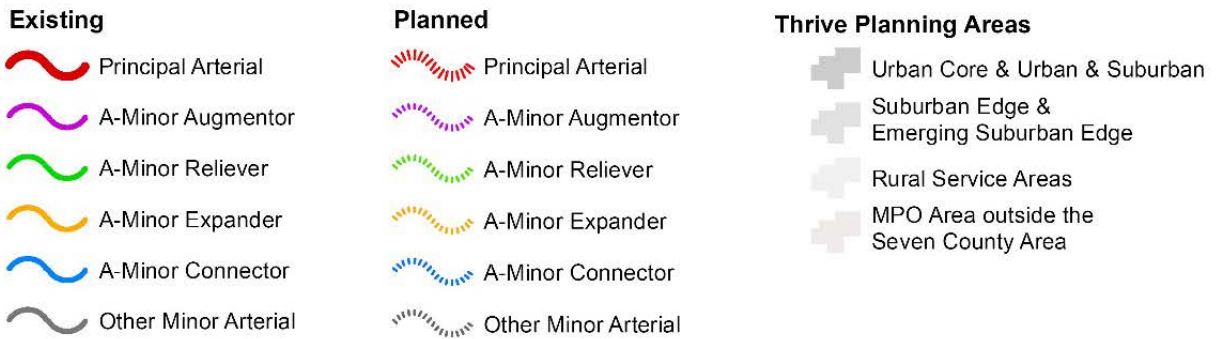 Existing
Principal Arterial
A-Minor Augmentor
A-Minor Reliever
A-Minor Expander
A-Minor Connector
Other Minor Arterial
Planned
Principal Arterial
A-Minor Augmentor
A-Minor Reliever
A-Minor Expander
A-Minor Connector
Other Minor Arterial
Thrive Planning Areas
Urban Core & Urban & Suburban
Suburban Edge &
Emerging Suburban Edge
Rural Service Areas
MPO Area outside the
Seven County Area